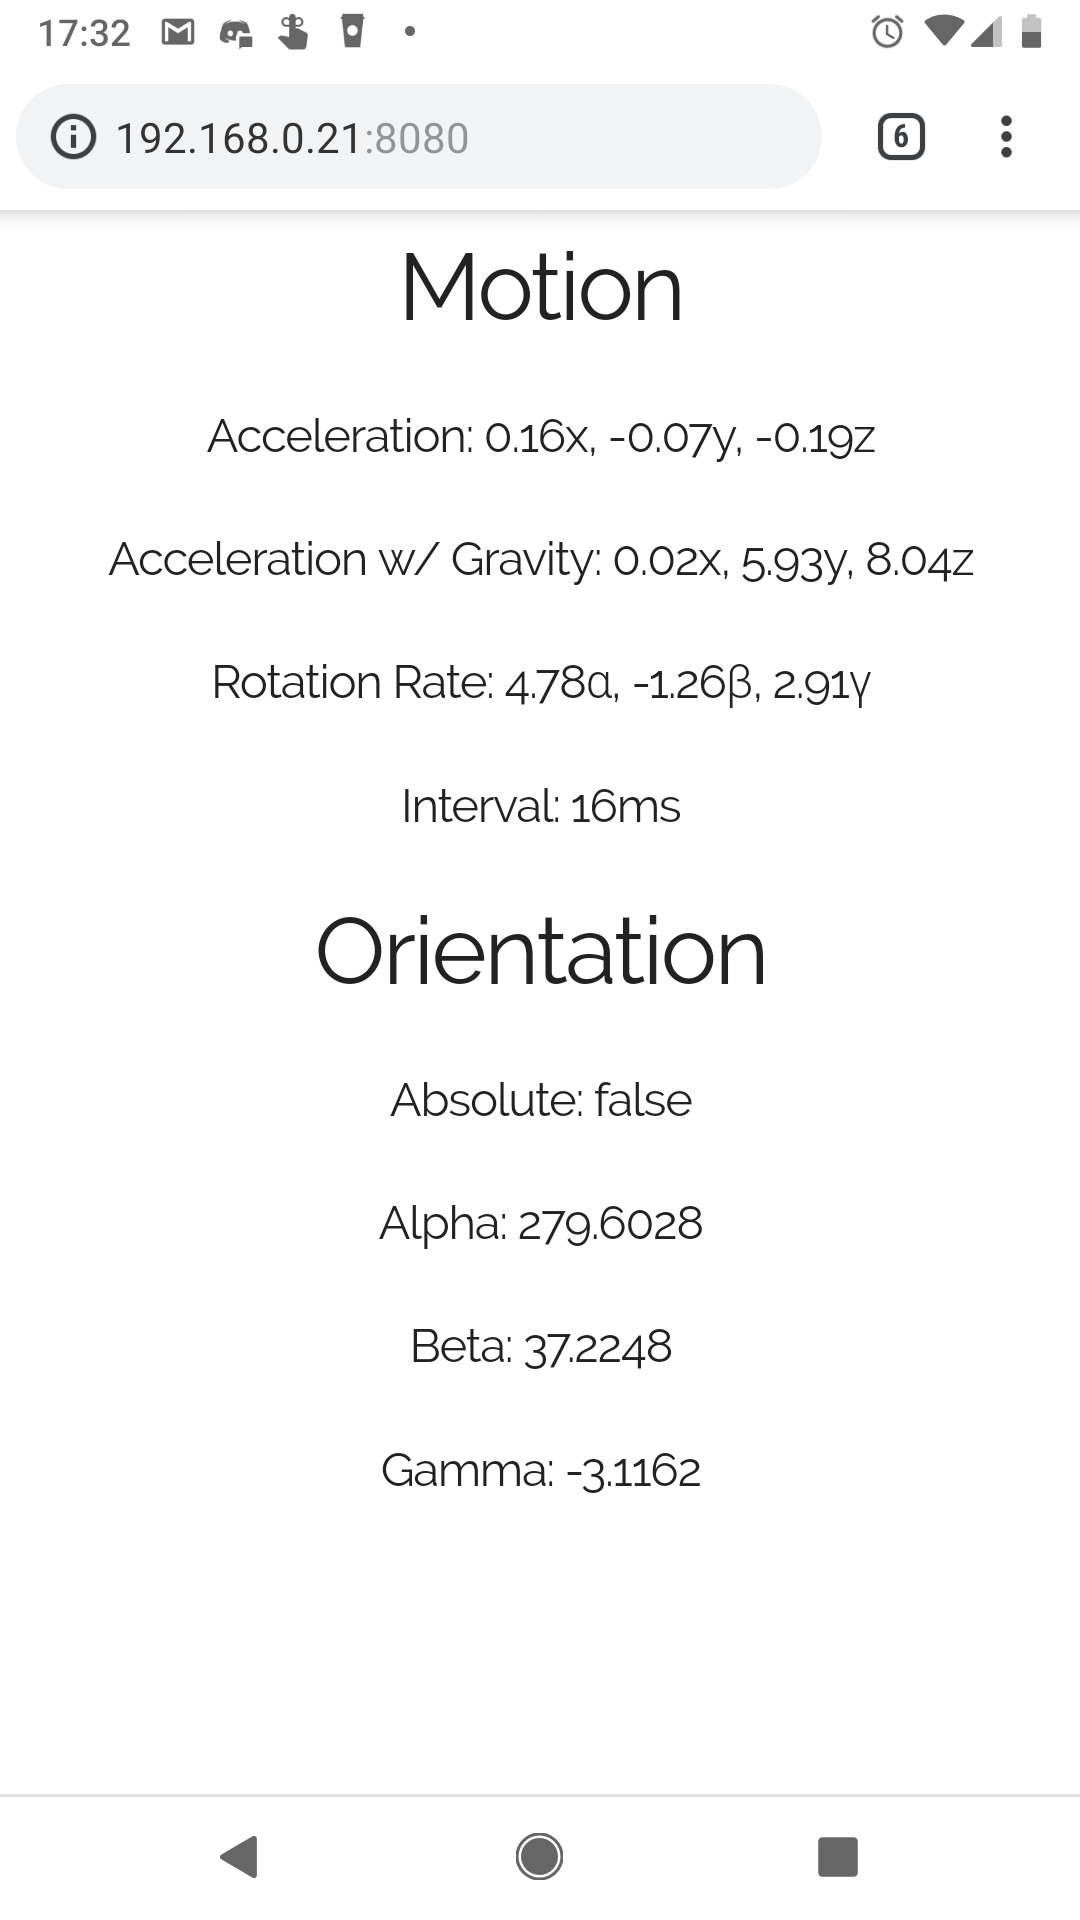 17:32
192.168.0.21:8080
6
Motion
Acceleration: 0.16x, -0.07y, -0.19z
Acceleration w/ Gravity: 0.02x, 5.93y, 8.04z
Rotation Rate: 4.78α, -1.26β, 2.91γ
Interval: 16ms
Orientation
Absolute: false
Alpha: 279.6028
Beta: 37.2248
Gamma: -3.1162